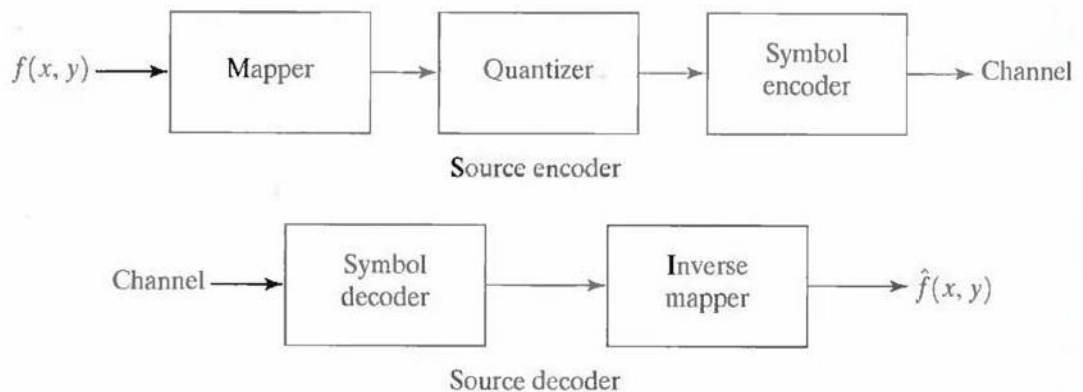 f(x, y)
Mapper
Quantizer
Symbol
encoder
Channel
Source encoder
Channel
Symbol
decoder
Inverse
mapper
f̂(x, y)
Source decoder